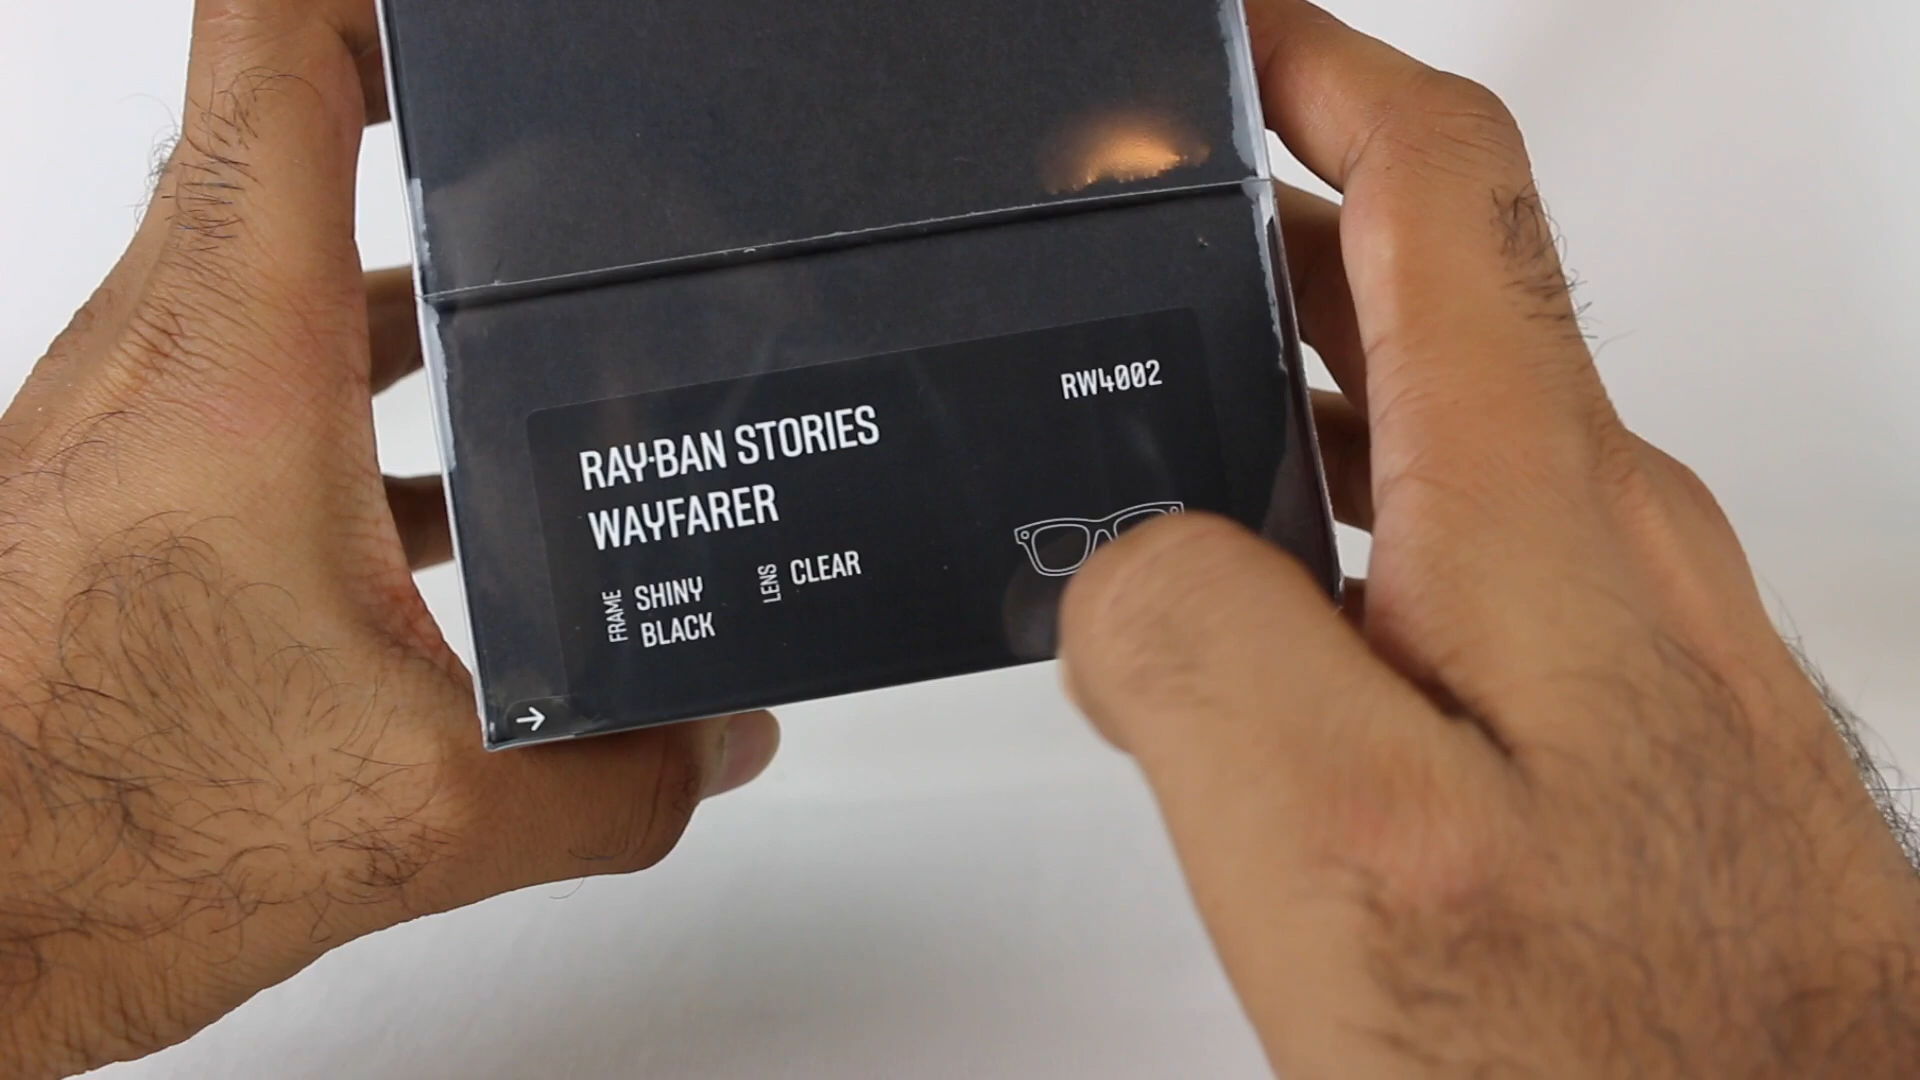 RW4002
RAY-BAN STORIES
WAYFARER
FRAME
SHINY
BLACK
LENS
CLEAR